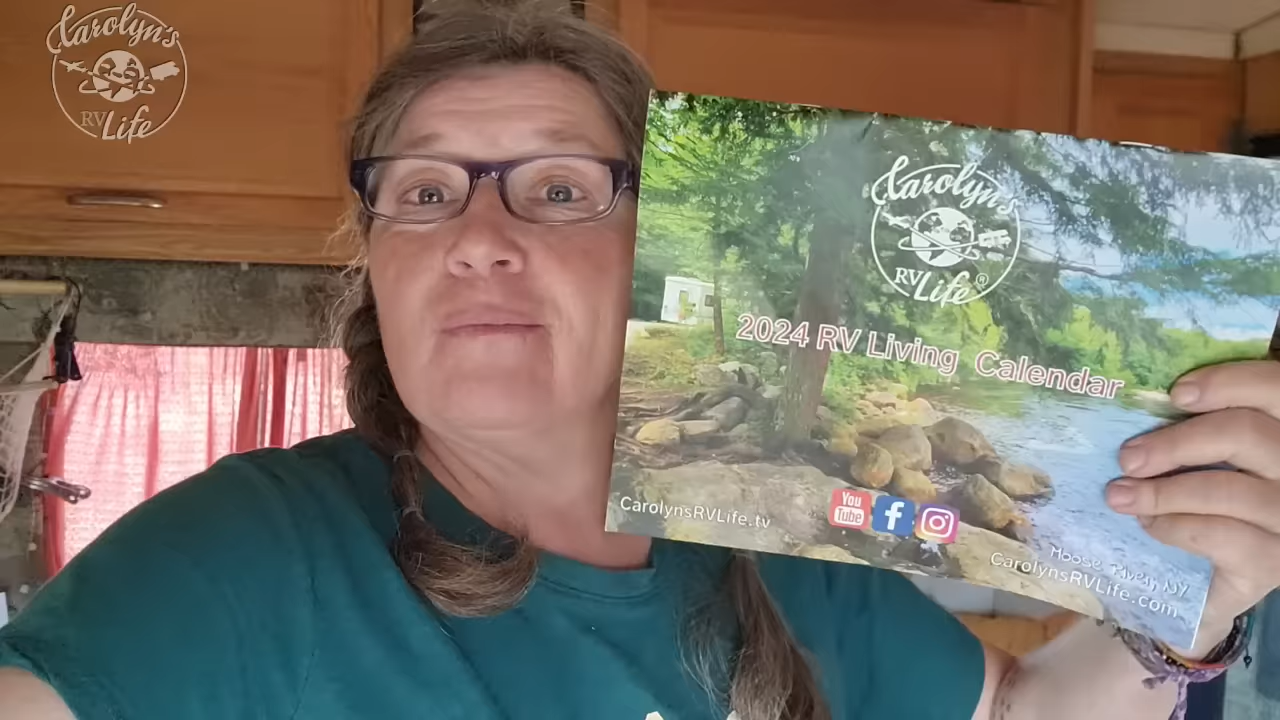 Carolyn's
RV Life
Carolyn's
RV Life®
2024 RV Living Calendar
You
Tube
CarolynsRVLife.tv
Moose River, NY
CarolynsRVLife.com